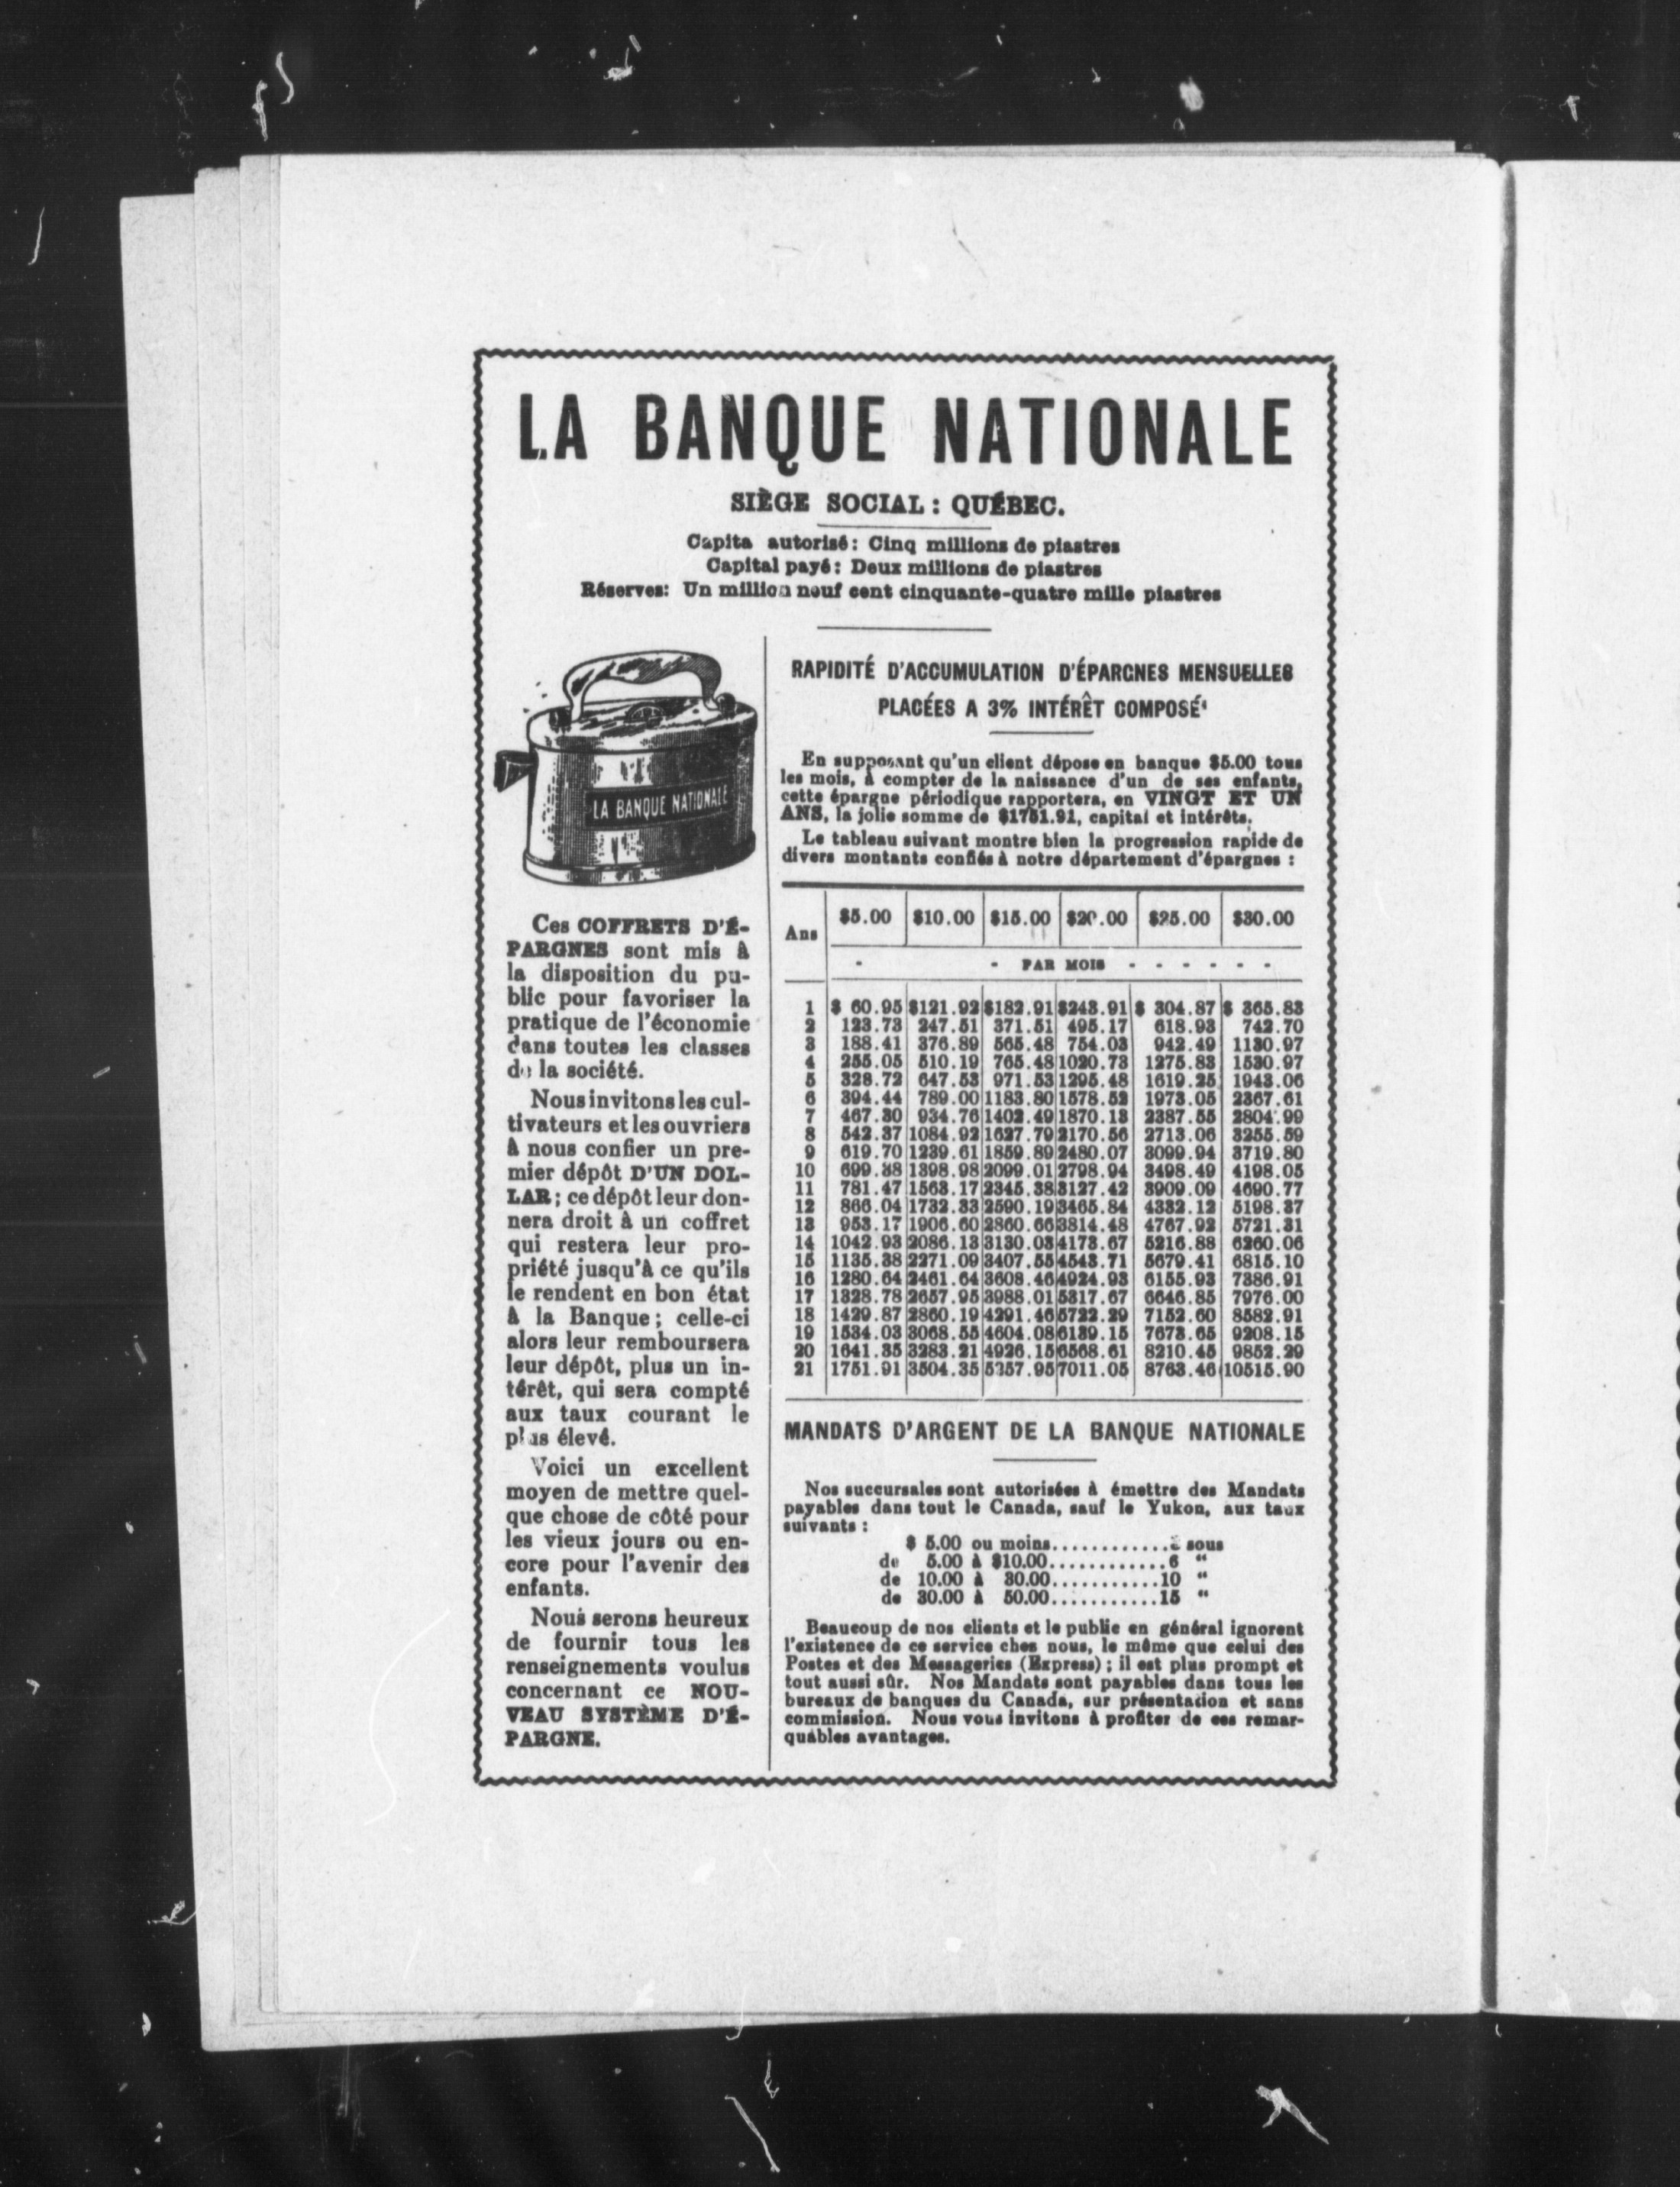 LA BANQUE NATIONALE
SIÈGE SOCIAL : QUÉBEC.
Capita autorisé : Cinq millions de piastres
Capital payé : Deux millions de piastres
Réserves: Un million neuf cent cinquante-quatre mille piastres
LA BANQUE NATIONALE
Ces COFFRETS D'É-
PARGNES sont mis à
la disposition du pu-
blic pour favoriser la
pratique de l'économie
dans toutes les classes
de la société.
Nous invitons les cul-
tivateurs et les ouvriers
à nous confier un pre-
mier dépôt D'UN DOL-
LAR ; ce dépôt leur don-
nera droit à un coffret
qui restera leur pro-
priété jusqu'à ce qu'ils
le rendent en bon état
à la Banque ; celle-ci
alors leur remboursera
leur dépôt, plus un in-
térêt, qui sera compté
aux taux courant le
plus élevé.
Voici un excellent
moyen de mettre quel-
que chose de côté pour
les vieux jours ou en-
core pour l'avenir des
enfants.
Nous serons heureux
de fournir tous les
renseignements voulus
concernant ce NOU-
VEAU SYSTÈME D'É-
PARGNE.
RAPIDITÉ D'ACCUMULATION D'ÉPARGNES MENSUELLES
PLACÉES A 3% INTÉRÊT COMPOSÉ
En supposant qu'un client dépose en banque $5.00 tous
les mois, à compter de la naissance d'un de ses enfants,
cette épargne périodique rapportera, en VINGT ET UN
ANS, la jolie somme de $1751.91, capital et intérêts.
Le tableau suivant montre bien la progression rapide de
divers montants confiés à notre département d'épargnes :
Ans $5.00 $10.00 $15.00 $20.00 $25.00 $30.00
- - PAR MOIS - - - - - -
1 $ 60.95 $121.92 $182.91 $243.91 $ 304.87 $ 365.83
2 123.73 247.51 371.51 495.17 618.93 742.70
3 188.41 376.89 565.48 754.03 942.49 1130.97
4 255.05 510.19 765.48 1020.73 1275.83 1530.97
5 328.72 647.53 971.53 1295.48 1619.25 1943.06
6 394.44 789.00 1183.80 1578.52 1973.05 2367.61
7 467.30 934.76 1402.49 1870.13 2387.55 2804.99
8 542.37 1084.92 1627.79 2170.56 2713.06 3255.59
9 619.70 1239.61 1859.89 2480.07 3099.94 3719.80
10 699.38 1398.98 2099.01 2798.94 3498.49 4198.05
11 781.47 1563.17 2345.38 3127.42 3909.09 4690.77
12 866.04 1732.33 2590.19 3465.84 4332.12 5198.37
13 953.17 1906.60 2860.66 3814.48 4767.92 5721.31
14 1042.93 2086.13 3130.03 4173.67 5216.88 6260.06
15 1135.38 2271.09 3407.55 4543.71 5679.41 6815.10
16 1280.64 2461.64 3608.46 4924.93 6155.93 7386.91
17 1328.78 2657.95 3988.01 5317.67 6646.85 7976.00
18 1429.87 2860.19 4291.46 5722.29 7152.60 8582.91
19 1534.03 3068.55 4604.08 6139.15 7673.65 9208.15
20 1641.35 3283.21 4926.15 6568.61 8210.45 9852.29
21 1751.91 3504.35 5257.95 7011.05 8763.46 10515.90
MANDATS D'ARGENT DE LA BANQUE NATIONALE
Nos succursales sont autorisées à émettre des Mandats
payables dans tout le Canada, sauf le Yukon, aux taux
suivants :
$ 5.00 ou moins............ sous
de 5.00 à $10.00............6 "
de 10.00 à 30.00...........10 "
de 30.00 à 50.00...........15 "
Beaucoup de nos clients et le public en général ignorent
l'existence de ce service ches nous, le même que celui des
Postes et des Messageries (Express) ; il est plus prompt et
tout aussi sûr. Nos Mandats sont payables dans tous les
bureaux de banques du Canada, sur présentation et sans
commission. Nous vous invitons à profiter de ces remar-
quables avantages.